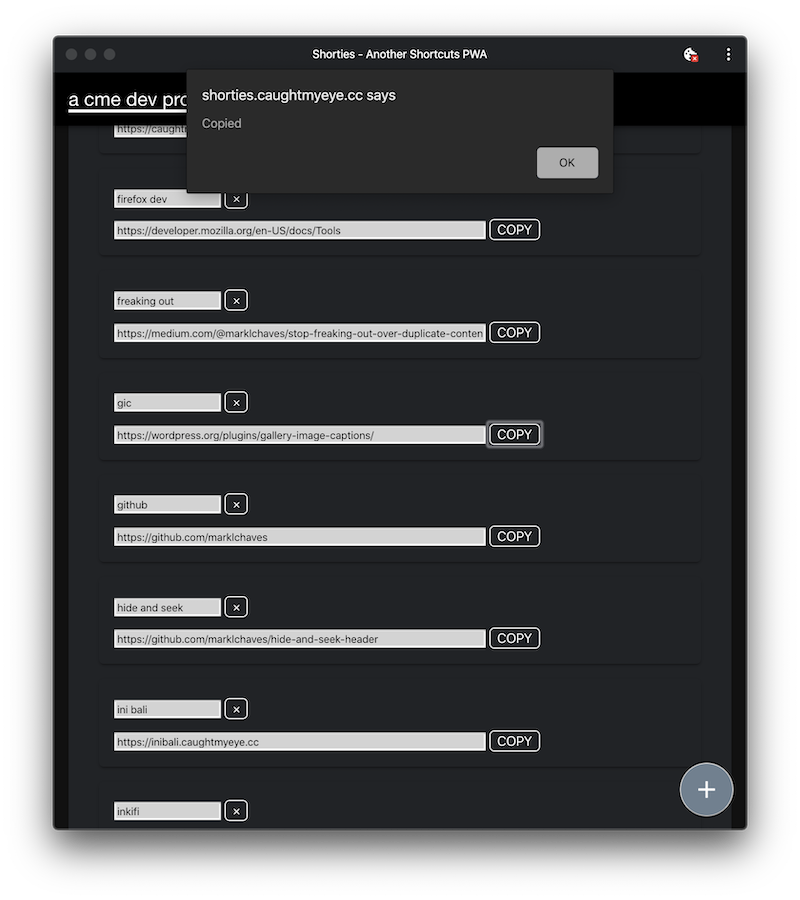 Shorties - Another Shortcuts PWA
a cme dev pro
shorties.caughtmyeye.cc says
Copied
OK
https://caught
firefox dev ×
https://developer.mozilla.org/en-US/docs/Tools COPY
freaking out ×
https://medium.com/@marklchaves/stop-freaking-out-over-duplicate-conten COPY
gic ×
https://wordpress.org/plugins/gallery-image-captions/ COPY
github ×
https://github.com/marklchaves COPY
hide and seek ×
https://github.com/marklchaves/hide-and-seek-header COPY
ini bali ×
https://inibali.caughtmyeye.cc COPY
inkifi ×
+